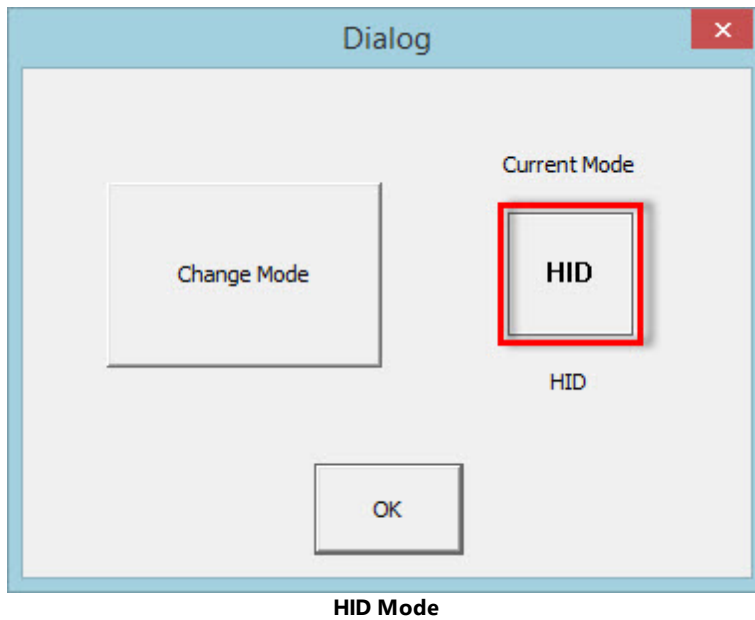 Dialog
Current Mode
Change Mode
HID
HID
OK
HID Mode